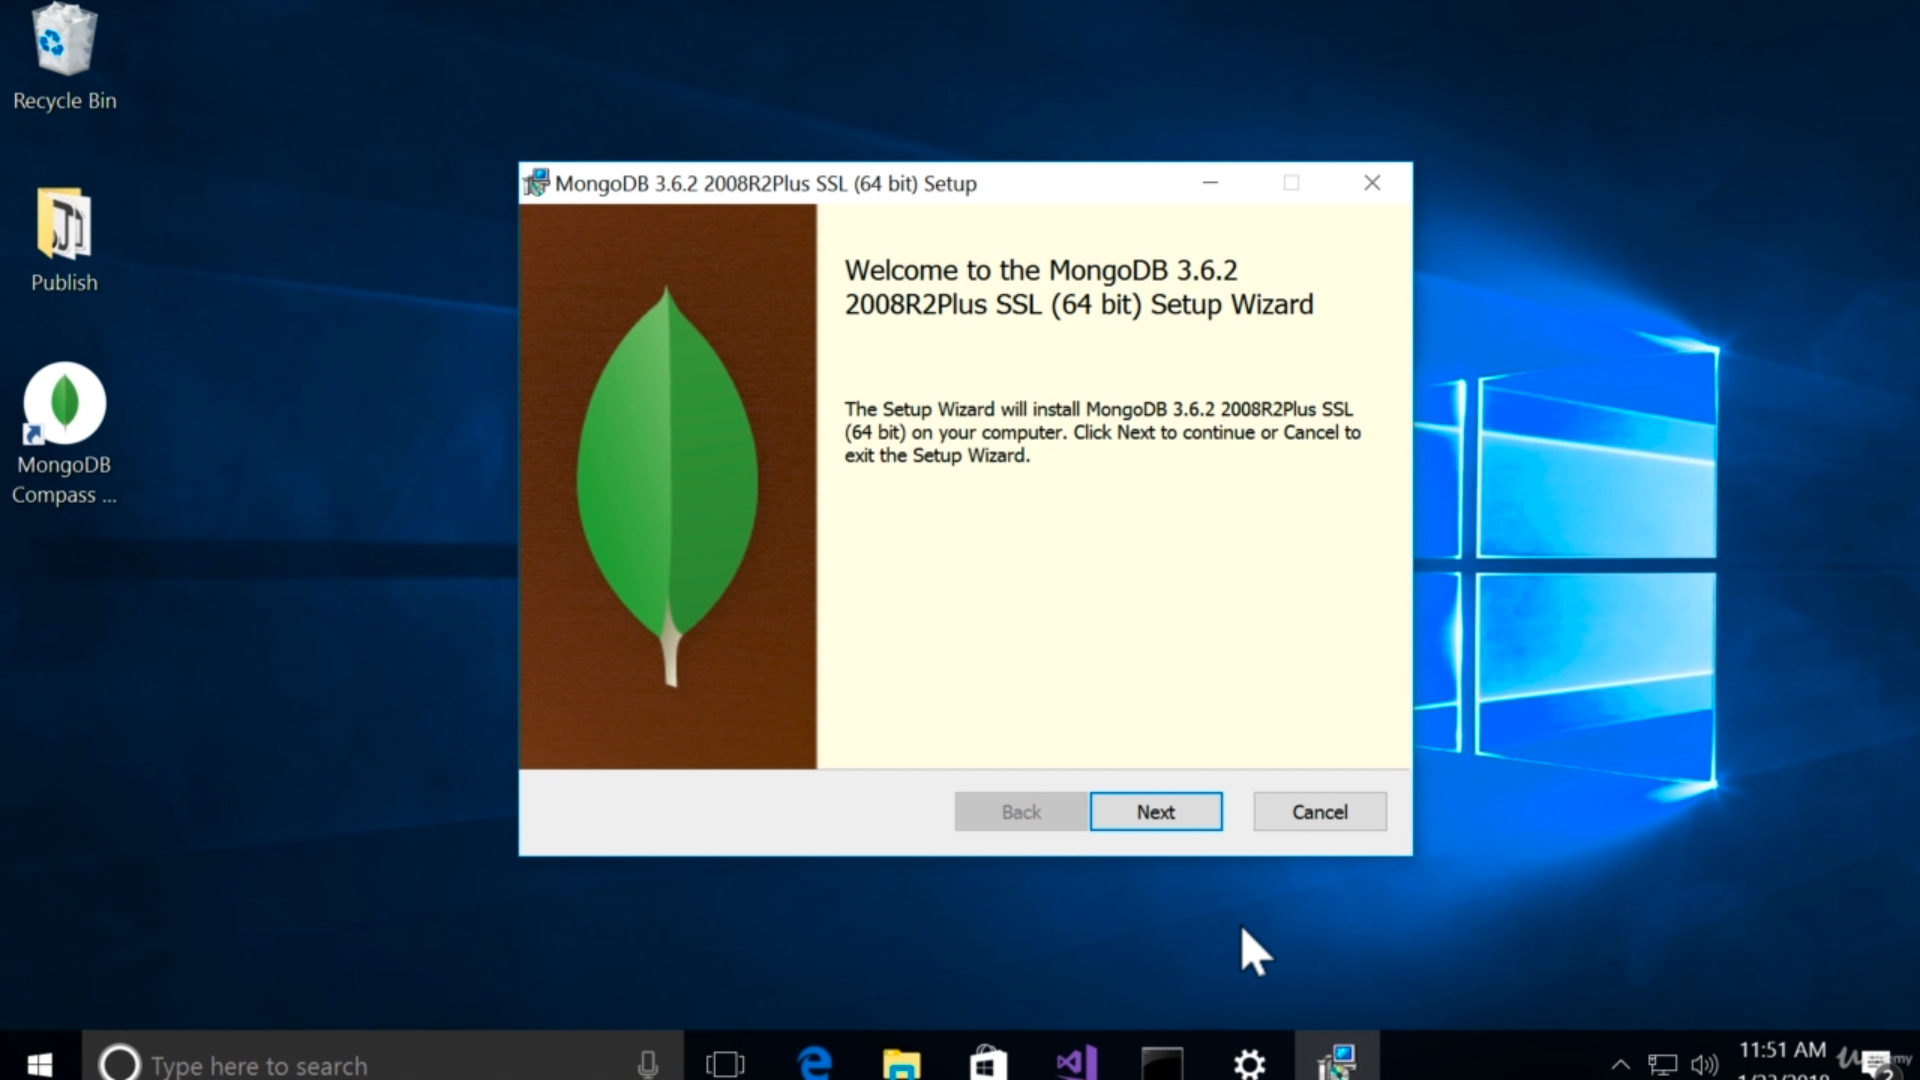 Recycle Bin
Publish
MongoDB
Compass ...
MongoDB 3.6.2 2008R2Plus SSL (64 bit) Setup
Welcome to the MongoDB 3.6.2
2008R2Plus SSL (64 bit) Setup Wizard
The Setup Wizard will install MongoDB 3.6.2 2008R2Plus SSL
(64 bit) on your computer. Click Next to continue or Cancel to
exit the Setup Wizard.
Back
Next
Cancel
Type here to search
11:51 AM